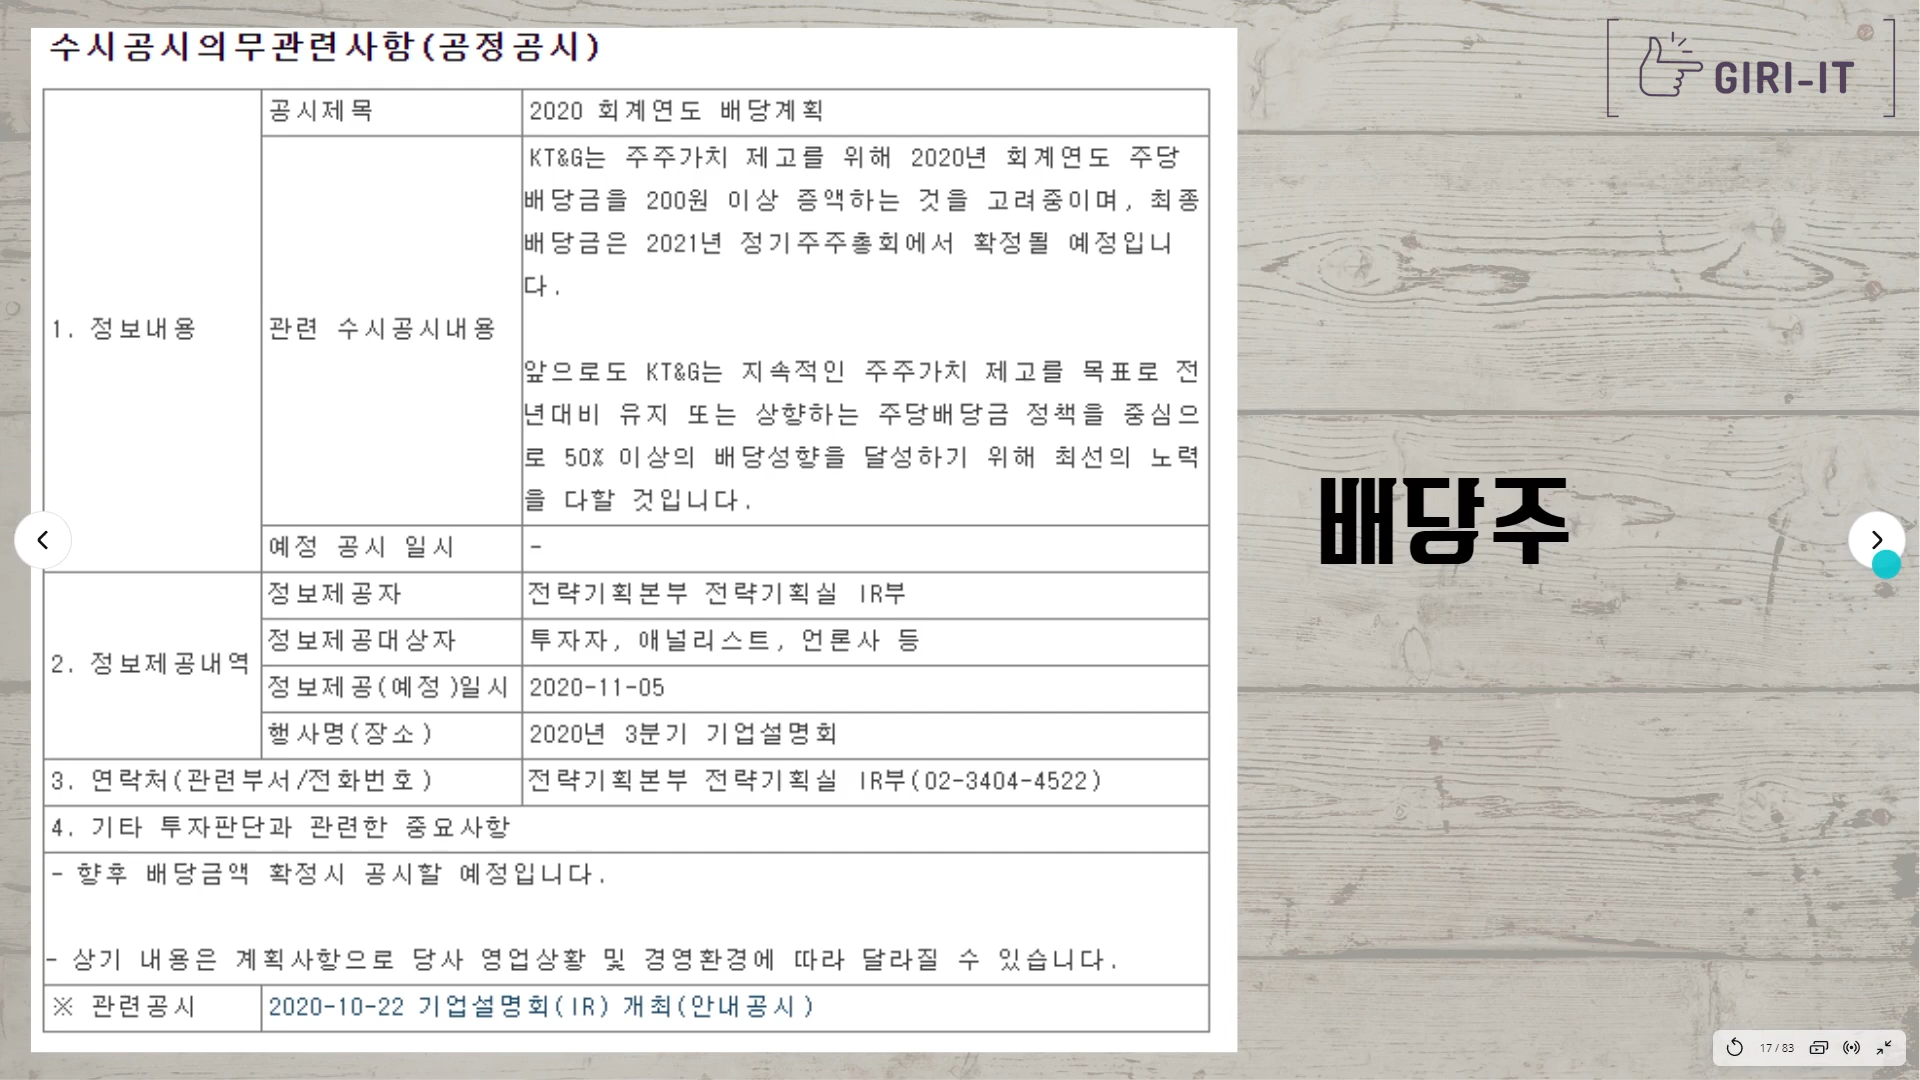 수시공시의무관련사항(공정공시)
GIRI-IT
1. 정보내용
공시제목
2020 회계연도 배당계획
관련 수시공시내용
KT&G는 주주가치 제고를 위해 2020년 회계연도 주당
배당금을 200원 이상 증액하는 것을 고려중이며, 최종
배당금은 2021년 정기주주총회에서 확정될 예정입니
다.
앞으로도 KT&G는 지속적인 주주가치 제고를 목표로 전
년대비 유지 또는 상향하는 주당배당금 정책을 중심으
로 50% 이상의 배당성향을 달성하기 위해 최선의 노력
을 다할 것입니다.
예정 공시 일시
-
2. 정보제공내역
정보제공자
전략기획본부 전략기획실 IR부
정보제공대상자
투자자, 애널리스트, 언론사 등
정보제공(예정)일시
2020-11-05
행사명(장소)
2020년 3분기 기업설명회
3. 연락처(관련부서/전화번호)
전략기획본부 전략기획실 IR부(02-3404-4522)
4. 기타 투자판단과 관련한 중요사항
- 향후 배당금액 확정시 공시할 예정입니다.
- 상기 내용은 계획사항으로 당사 영업상황 및 경영환경에 따라 달라질 수 있습니다.
※ 관련공시
2020-10-22 기업설명회(IR) 개최(안내공시)
배당주
17 / 83